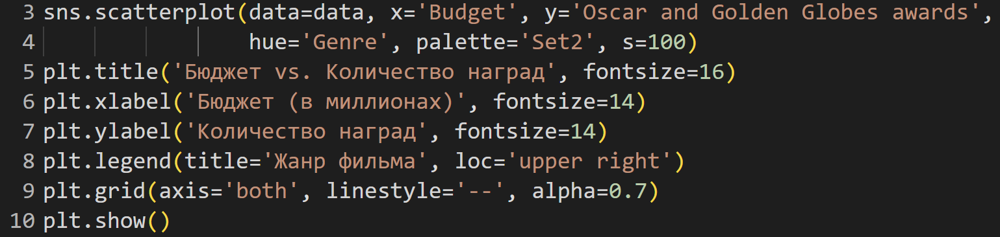 3 sns.scatterplot(data=data, x='Budget', y='Oscar and Golden Globes awards',
4                 hue='Genre', palette='Set2', s=100)
5 plt.title('Бюджет vs. Количество наград', fontsize=16)
6 plt.xlabel('Бюджет (в миллионах)', fontsize=14)
7 plt.ylabel('Количество наград', fontsize=14)
8 plt.legend(title='Жанр фильма', loc='upper right')
9 plt.grid(axis='both', linestyle='--', alpha=0.7)
10 plt.show()